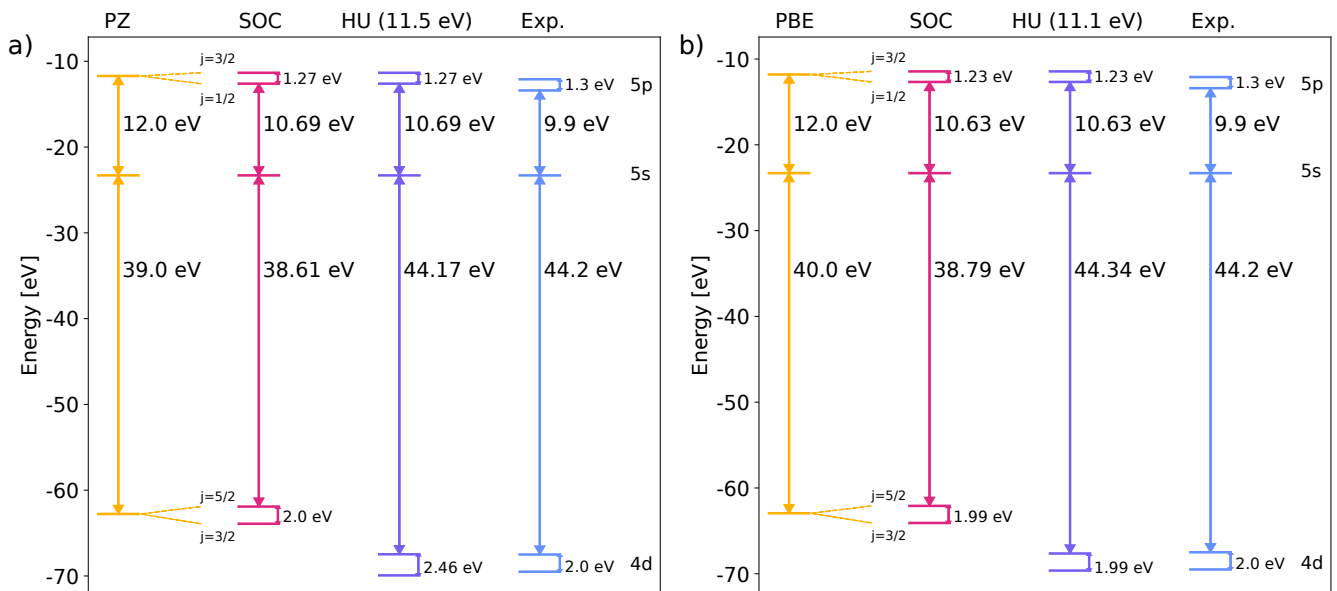 a)
PZ SOC HU (11.5 eV) Exp.
Energy [eV]
-10
-20
-30
-40
-50
-60
-70
j=3/2
j=1/2
1.27 eV
1.27 eV
1.3 eV
5p
12.0 eV
10.69 eV
10.69 eV
9.9 eV
5s
39.0 eV
38.61 eV
44.17 eV
44.2 eV
j=5/2
j=3/2
2.0 eV
2.46 eV
2.0 eV
4d
b)
PBE SOC HU (11.1 eV) Exp.
Energy [eV]
-10
-20
-30
-40
-50
-60
-70
j=3/2
j=1/2
1.23 eV
1.23 eV
1.3 eV
5p
12.0 eV
10.63 eV
10.63 eV
9.9 eV
5s
40.0 eV
38.79 eV
44.34 eV
44.2 eV
j=5/2
j=3/2
1.99 eV
1.99 eV
2.0 eV
4d